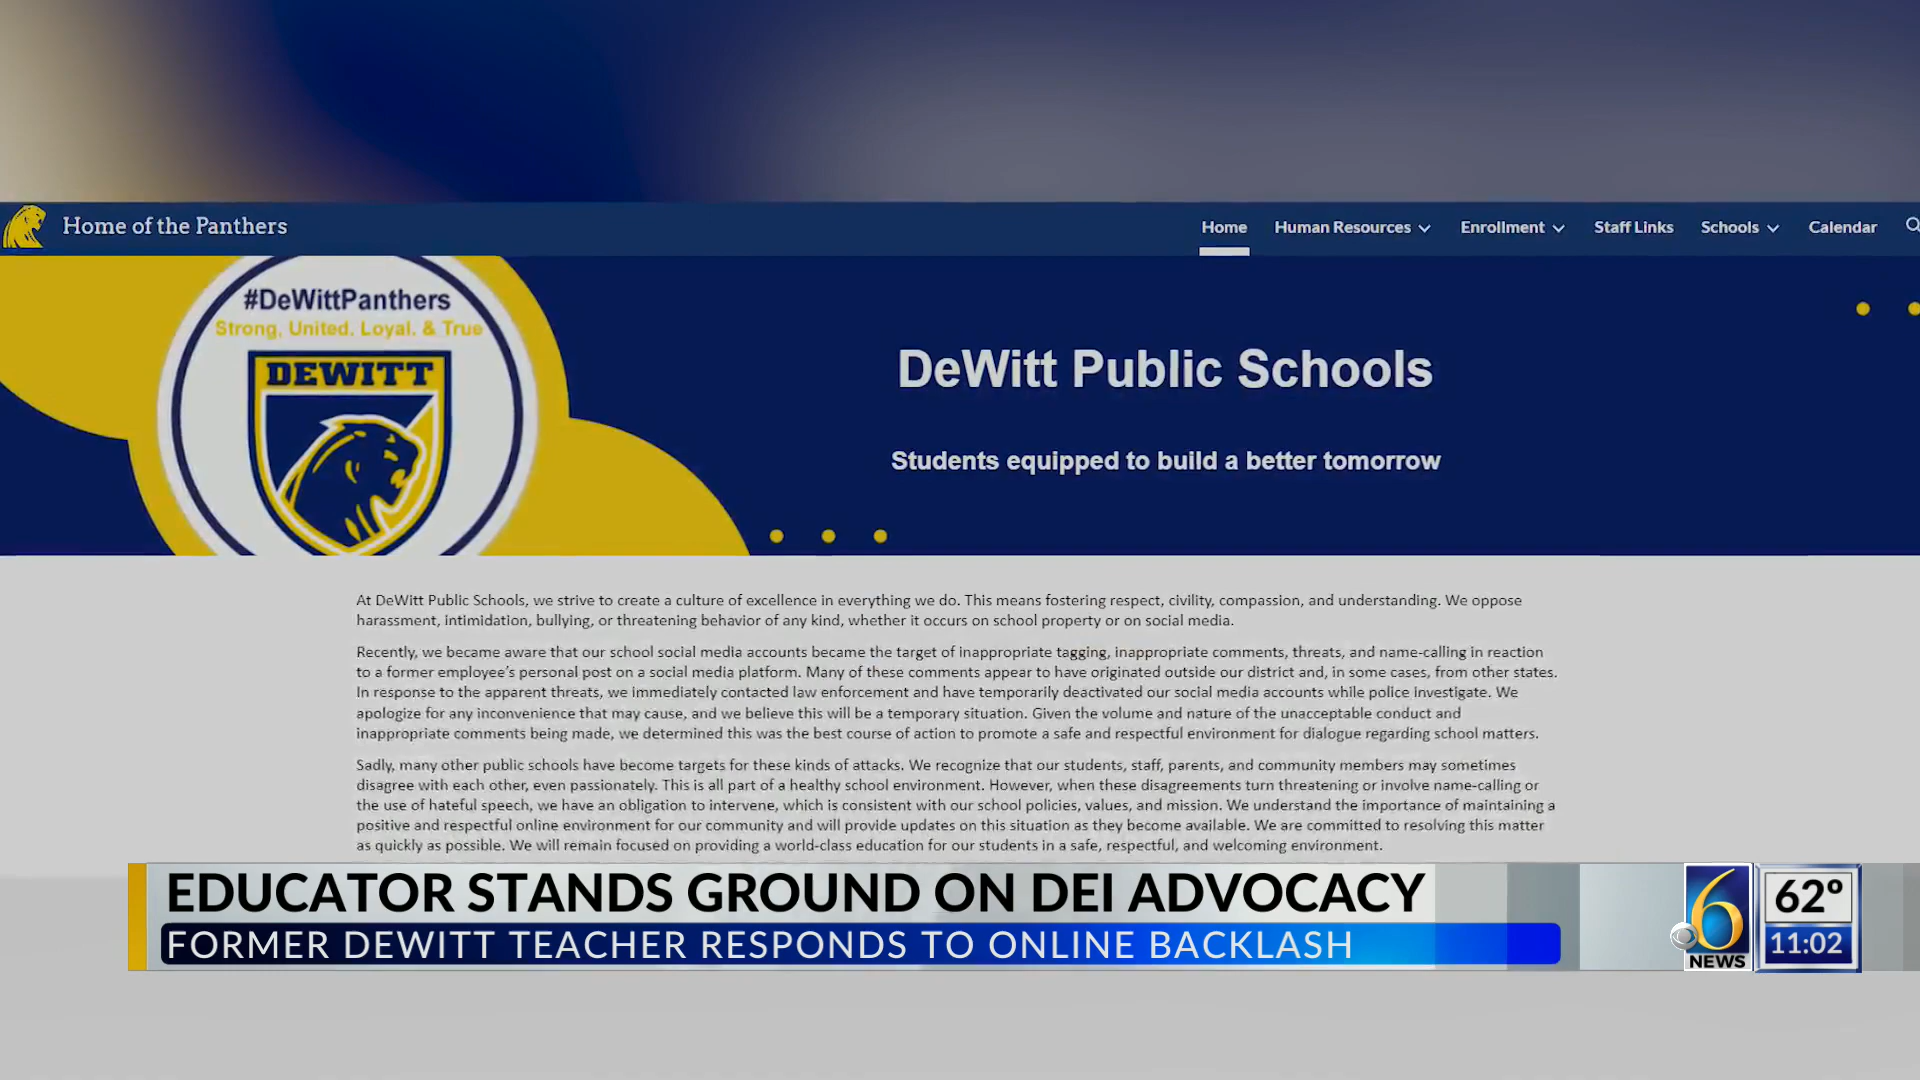 Home of the Panthers
Home Human Resources Enrollment Staff Links Schools Calendar
#DeWittPanthers
Strong, United, Loyal, & True
DEWITT
DeWitt Public Schools
Students equipped to build a better tomorrow
At DeWitt Public Schools, we strive to create a culture of excellence in everything we do. This means fostering respect, civility, compassion, and understanding. We oppose
harassment, intimidation, bullying, or threatening behavior of any kind, whether it occurs on school property or on social media.
Recently, we became aware that our school social media accounts became the target of inappropriate tagging, inappropriate comments, threats, and name-calling in reaction
to a former employee's personal post on a social media platform. Many of these comments appear to have originated outside our district and, in some cases, from other states.
In response to the apparent threats, we immediately contacted law enforcement and have temporarily deactivated our social media accounts while police investigate. We
apologize for any inconvenience that may cause, and we believe this will be a temporary situation. Given the volume and nature of the unacceptable conduct and
inappropriate comments being made, we determined this was the best course of action to promote a safe and respectful environment for dialogue regarding school matters.
Sadly, many other public schools have become targets for these kinds of attacks. We recognize that our students, staff, parents, and community members may sometimes
disagree with each other, even passionately. This is all part of a healthy school environment. However, when these disagreements turn threatening or involve name-calling or
the use of hateful speech, we have an obligation to intervene, which is consistent with our school policies, values, and mission. We understand the importance of maintaining a
positive and respectful online environment for our community and will provide updates on this situation as they become available. We are committed to resolving this matter
as quickly as possible. We will remain focused on providing a world-class education for our students in a safe, respectful, and welcoming environment.
EDUCATOR STANDS GROUND ON DEI ADVOCACY
FORMER DEWITT TEACHER RESPONDS TO ONLINE BACKLASH
6
NEWS
62º
11:02